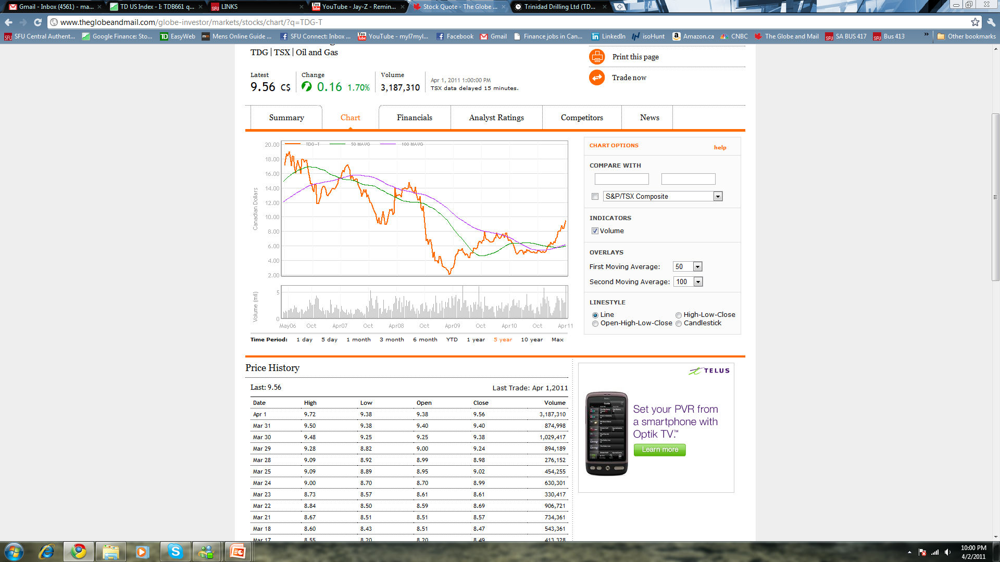 Gmail - Inbox (4561) - ma...
TD US Index - I: TDB661 q...
LINKS
YouTube - Jay-Z - Remin...
Stock Quote - The Globe ...
Trinidad Drilling Ltd (TD...
www.theglobeandmail.com/globe-investor/markets/stocks/chart/?q=TDG-T
SFU Central Authent... Google Finance: Sto... EasyWeb Mens Online Guide ... SFU Connect: Inbox ... YouTube - myl7myl... Facebook Gmail Finance jobs in Can... LinkedIn isoHunt Amazon.ca CNBC The Globe and Mail SA BUS 417 Bus 413 » Other bookmarks
TDG | TSX | Oil and Gas
Print this page
Trade now
Latest Change Volume
9.56 C$ 0.16 1.70% 3,187,310
Apr 1, 2011 1:00:00 PM
TSX data delayed 15 minutes.
Summary Chart Financials Analyst Ratings Competitors News
TDG-T 50 MAVG 100 MAVG
20.00
18.00
16.00
14.00
12.00
10.00
8.00
6.00
4.00
2.00
Canadian Dollars
5
0
Volume (mil)
May06 Oct Apr07 Oct Apr08 Oct Apr09 Oct Apr10 Oct Apr11
Time Period: 1 day 5 day 1 month 3 month 6 month YTD 1 year 5 year 10 year Max
CHART OPTIONS help
COMPARE WITH
S&P/TSX Composite
INDICATORS
Volume
OVERLAYS
First Moving Average: 50
Second Moving Average: 100
LINESTYLE
Line High-Low-Close
Open-High-Low-Close Candlestick
Price History
Last: 9.56 Last Trade: Apr 1,2011
Date High Low Open Close Volume
Apr 1 9.72 9.38 9.38 9.56 3,187,310
Mar 31 9.50 9.38 9.40 9.40 874,998
Mar 30 9.48 9.25 9.25 9.38 1,029,417
Mar 29 9.28 8.82 9.00 9.24 894,189
Mar 28 9.09 8.92 8.99 8.98 276,152
Mar 25 9.09 8.89 8.95 9.02 454,255
Mar 24 9.00 8.70 8.70 8.99 630,301
Mar 23 8.73 8.57 8.61 8.61 330,417
Mar 22 8.84 8.50 8.59 8.69 906,721
Mar 21 8.67 8.51 8.51 8.57 734,361
Mar 18 8.60 8.43 8.51 8.47 543,361
Mar 17 8.55 8.20 8.20 8.49 413,328
TELUS
Set your PVR from
a smartphone with
Optik TV.™
Learn more
10:00 PM
4/2/2011